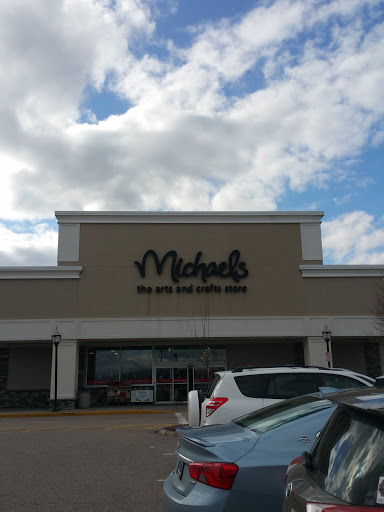 Michaels
the arts and crafts store